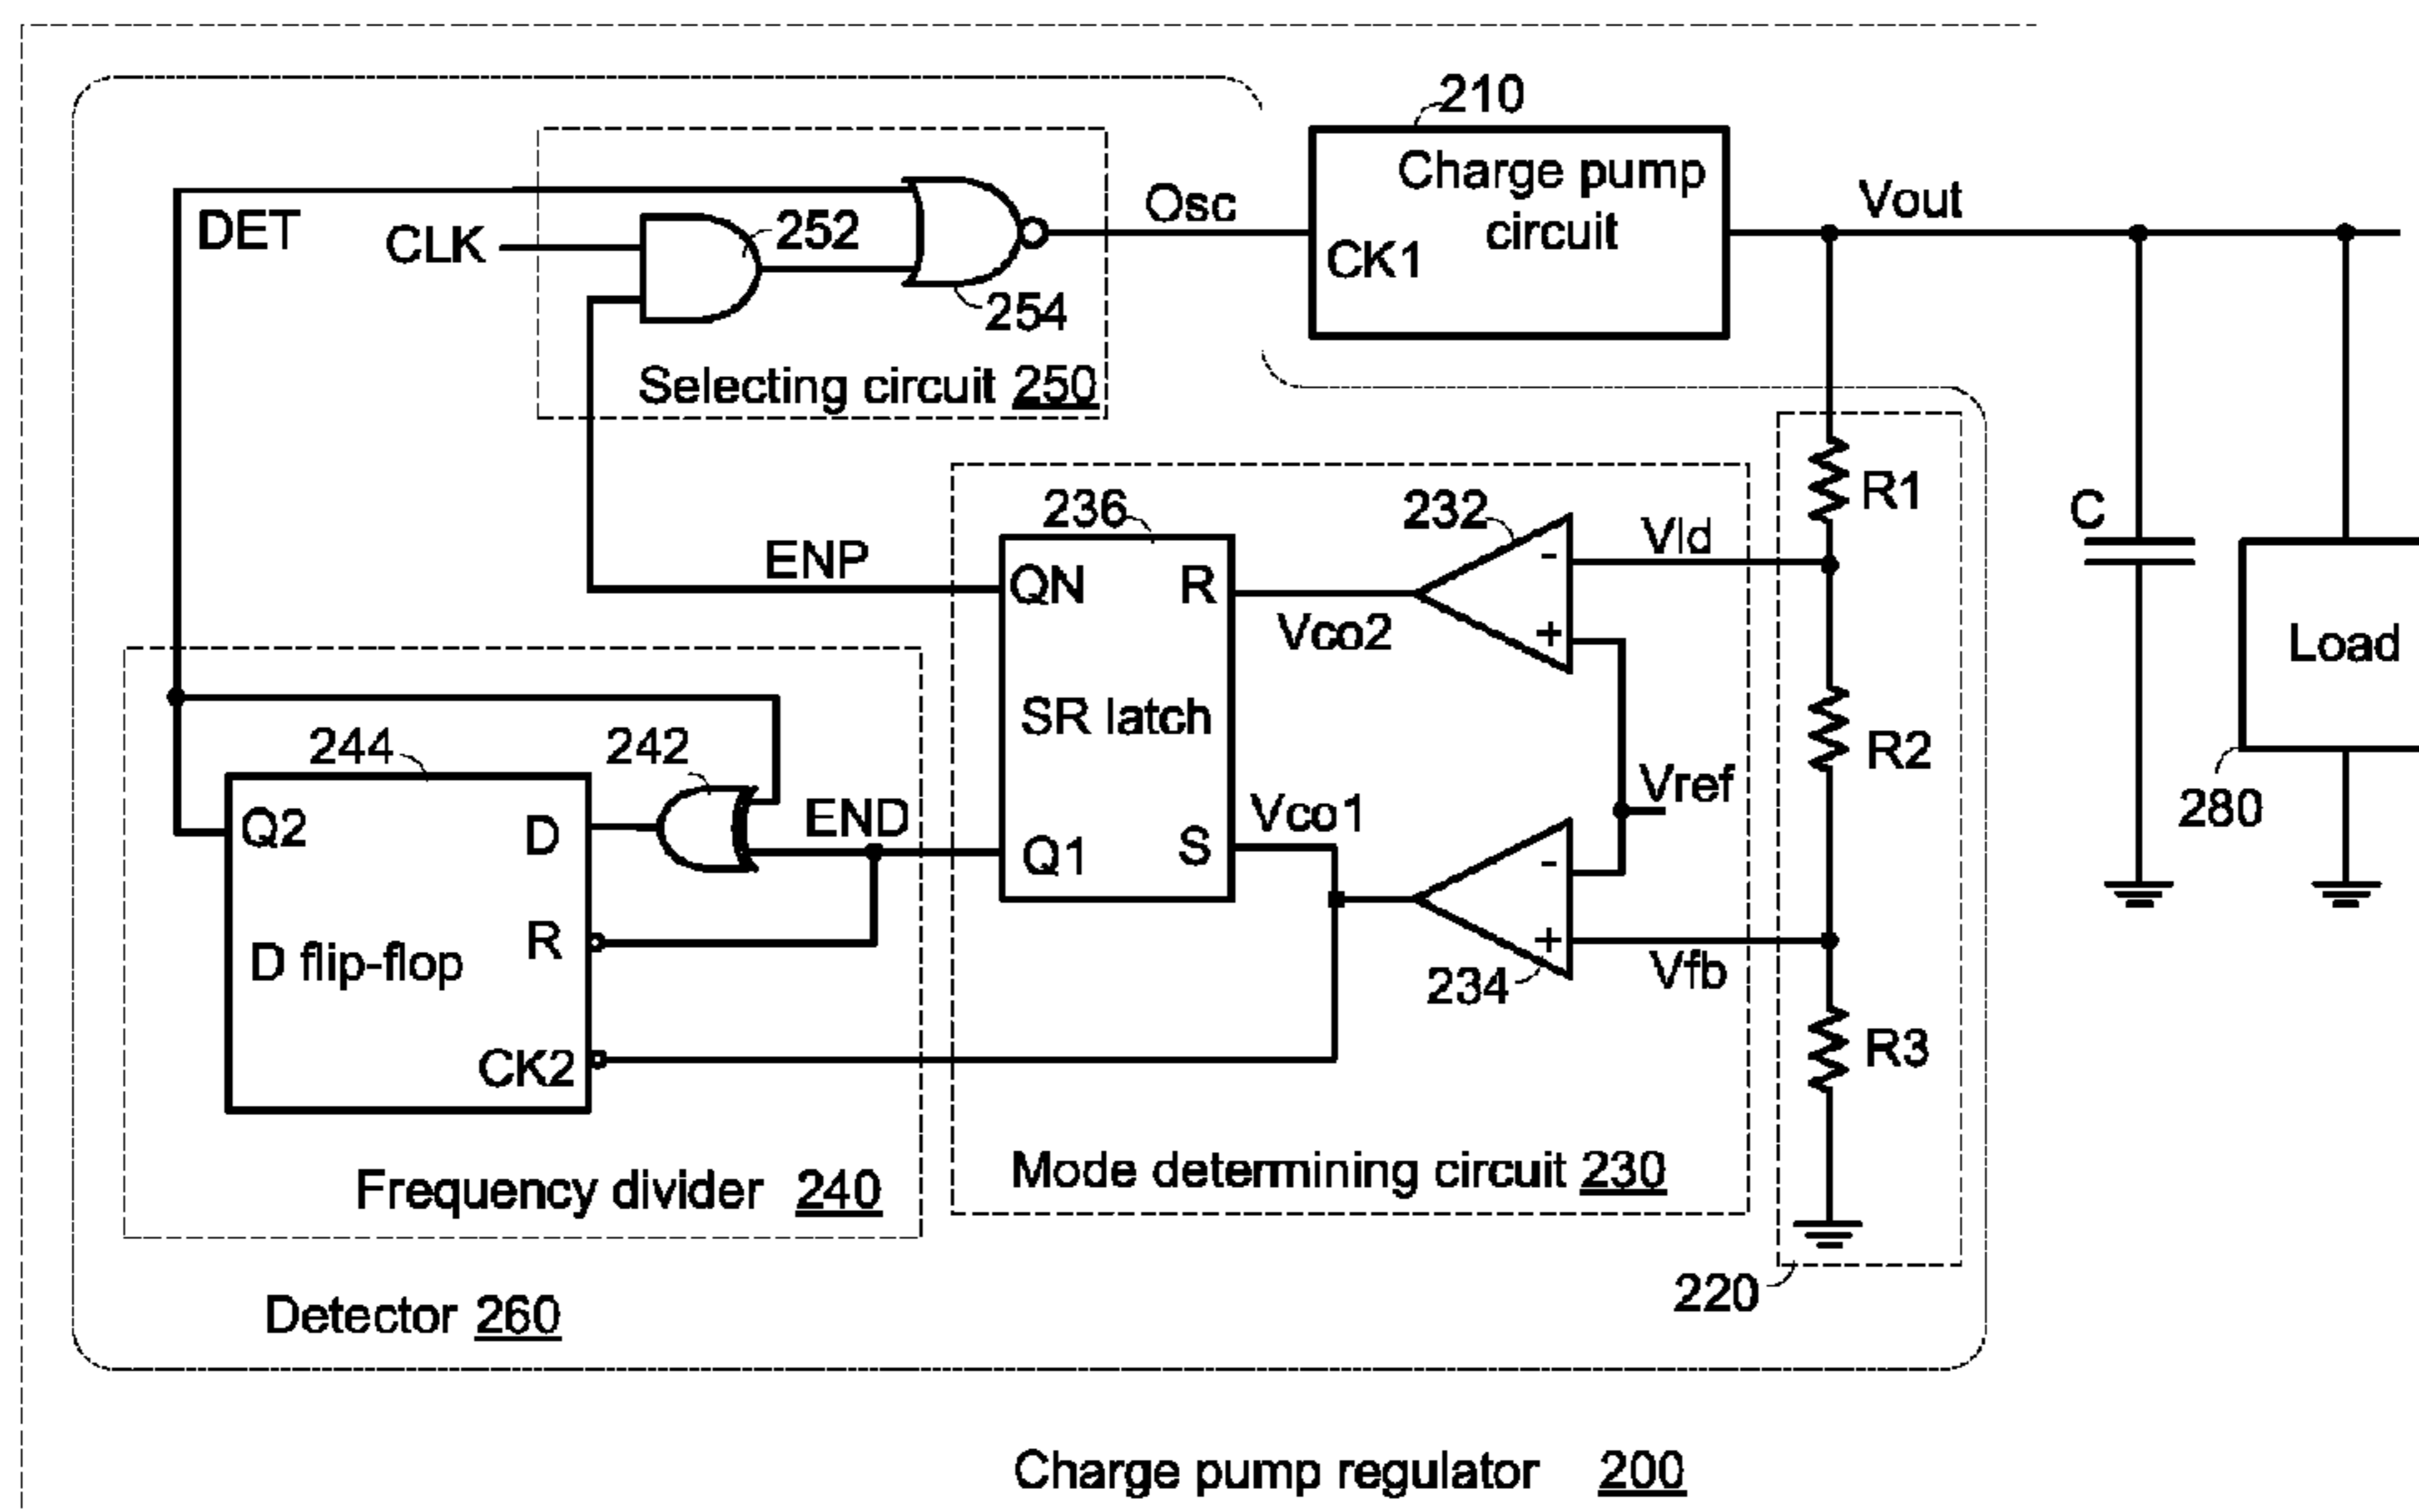 210
Charge pump
circuit
CK1
Osc
Vout
DET
CLK
252
254
Selecting circuit 250
R1
C
236
232
Vld
ENP
QN
R
Vco2
Load
SR latch
R2
244
242
Vref
280
END
Vco1
Q2
D
Q1
S
R
D flip-flop
234
Vfb
R3
CK2
Mode determining circuit 230
Frequency divider 240
220
Detector 260
Charge pump regulator 200
-
+
-
+